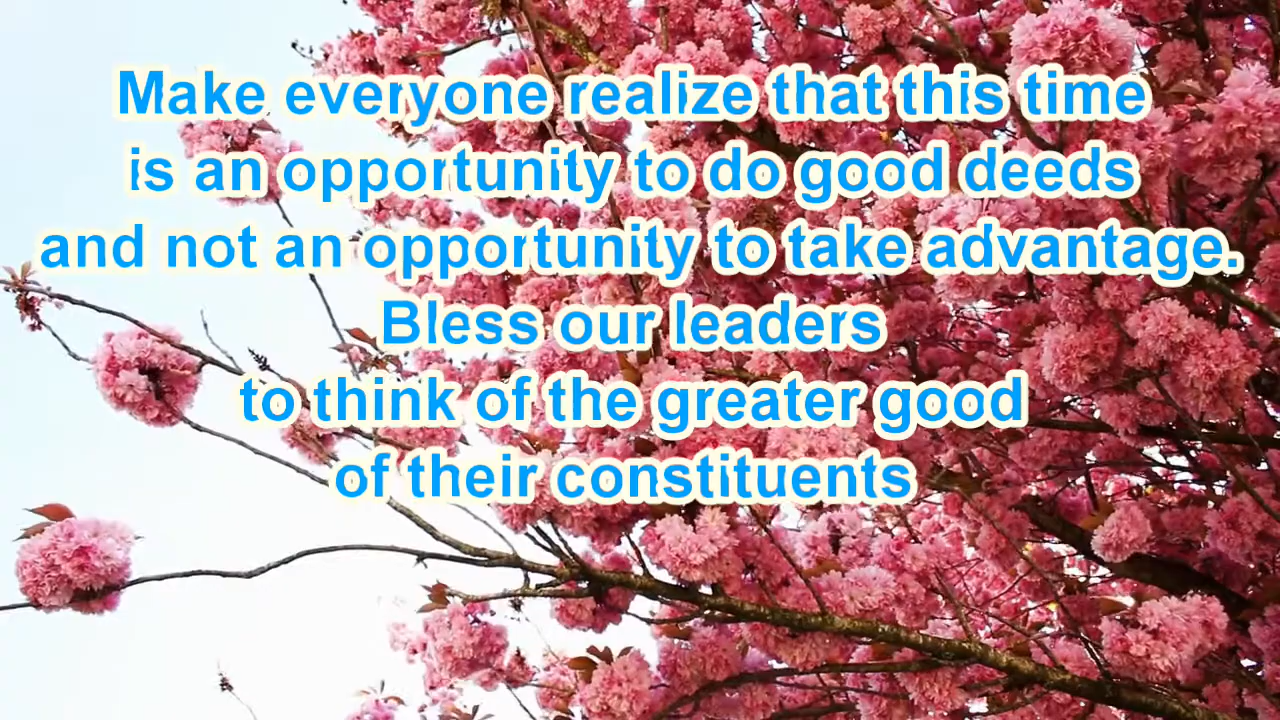 Make everyone realize that this time
is an opportunity to do good deeds
and not an opportunity to take advantage.
Bless our leaders
to think of the greater good
of their constituents